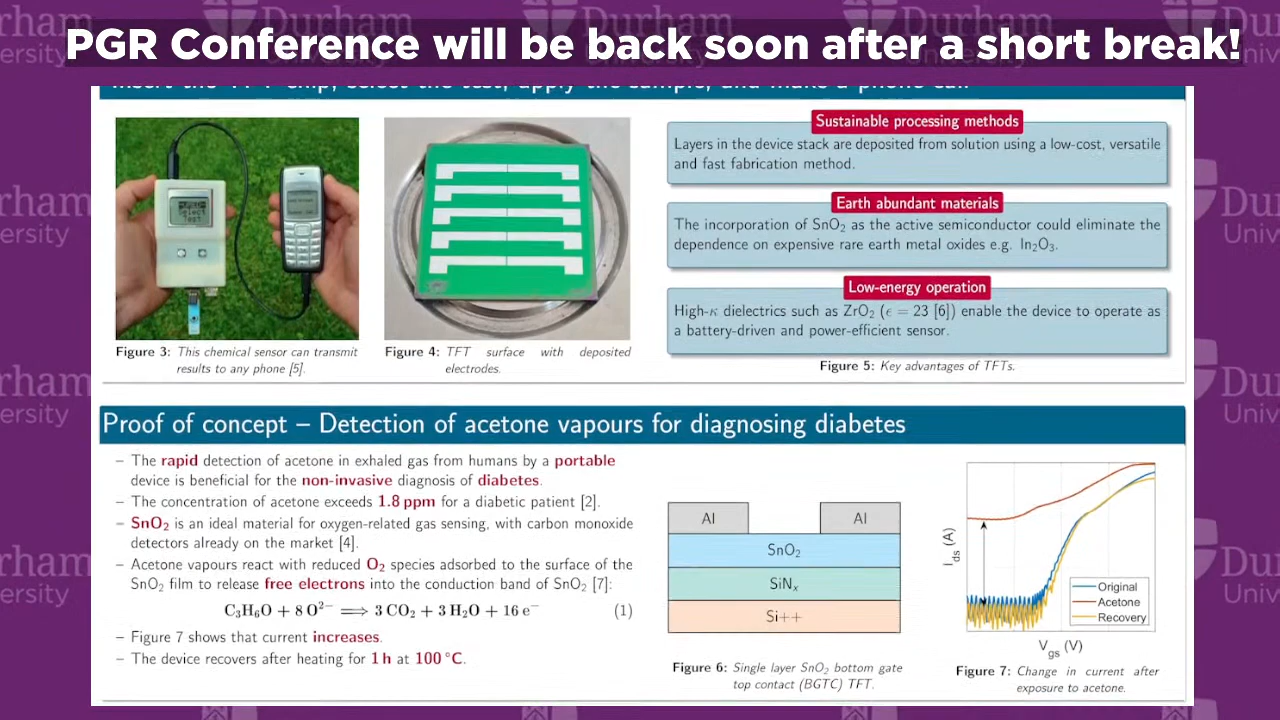 PGR Conference will be back soon after a short break!
Insert the TFT chip, select the test, apply the sample, and make a phone call
Select
Test
Figure 3: This chemical sensor can transmit
results to any phone [5].
Figure 4: TFT surface with deposited
electrodes.
Sustainable processing methods
Layers in the device stack are deposited from solution using a low-cost, versatile
and fast fabrication method.
Earth abundant materials
The incorporation of SnO₂ as the active semiconductor could eliminate the
dependence on expensive rare earth metal oxides e.g. In₂O₃.
Low-energy operation
High-κ dielectrics such as ZrO₂ (ϵ = 23 [6]) enable the device to operate as
a battery-driven and power-efficient sensor.
Figure 5: Key advantages of TFTs.
Proof of concept – Detection of acetone vapours for diagnosing diabetes
– The rapid detection of acetone in exhaled gas from humans by a portable
device is beneficial for the non-invasive diagnosis of diabetes.
– The concentration of acetone exceeds 1.8 ppm for a diabetic patient [2].
– SnO₂ is an ideal material for oxygen-related gas sensing, with carbon monoxide
detectors already on the market [4].
– Acetone vapours react with reduced O₂ species adsorbed to the surface of the
SnO₂ film to release free electrons into the conduction band of SnO₂ [7]:
C₃H₆O + 8 O²⁻ ⟹ 3 CO₂ + 3 H₂O + 16 e⁻ (1)
– Figure 7 shows that current increases.
– The device recovers after heating for 1 h at 100 °C.
Al
Al
SnO₂
SiNₓ
Si++
Figure 6: Single layer SnO₂ bottom gate
top contact (BGTC) TFT.
I_ds (A)
Original
Acetone
Recovery
V_gs (V)
Figure 7: Change in current after
exposure to acetone.
Durham
University